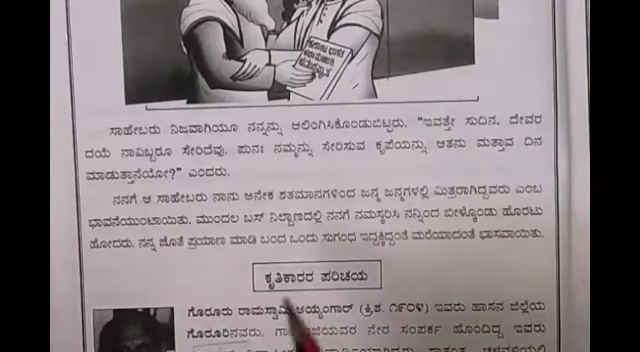 ಸಾಹೇಬರು ನಿಜವಾಗಿಯೂ ನನ್ನನ್ನು ಆಲಿಂಗಿಸಿಕೊಂಡುಬಿಟ್ಟರು. "ಇವತ್ತೇ ಸುದಿನ, ದೇವರ
ದಯೆ ನಾವಿಬ್ಬರೂ ಸೇರಿದೆವು. ಪುನಃ ನಮ್ಮನ್ನು ಸೇರಿಸುವ ಕೃಪೆಯನ್ನು ಆತನು ಮತ್ತಾವ ದಿನ
ಮಾಡುತ್ತಾನೆಯೋ?" ಎಂದರು.
ನನಗೆ ಆ ಸಾಹೇಬರು ನಾನು ಅನೇಕ ಶತಮಾನಗಳಿಂದ ಜನ್ಮ ಜನ್ಮಗಳಲ್ಲಿ ಮಿತ್ರರಾಗಿದ್ದವರು ಎಂಬ
ಭಾವನೆಯುಂಟಾಯಿತು. ಮುಂದಲ ಬಸ್ ನಿಲ್ದಾಣದಲ್ಲಿ ನನಗೆ ನಮಸ್ಕರಿಸಿ ನನ್ನಿಂದ ಬೀಳ್ಕೊಂಡು ಹೊರಟು
ಹೋದರು. ನನ್ನ ಜೊತೆ ಪ್ರಯಾಣ ಮಾಡಿ ಬಂದ ಒಂದು ಸುಗಂಧ ಇದ್ದಕ್ಕಿದ್ದಂತೆ ಮರೆಯಾದಂತೆ ಭಾಸವಾಯಿತು.
ಕೃತಿಕಾರರ ಪರಿಚಯ
ಗೊರೂರು ರಾಮಸ್ವಾಮಿ ಅಯ್ಯಂಗಾರ್ (ಕ್ರಿ.ಶ. ೧೯೦೪) ಇವರು ಹಾಸನ ಜಿಲ್ಲೆಯ
ಗೊರೂರಿನವರು. ನೇರ ಸಂಪರ್ಕ ಹೊಂದಿದ್ದ ಇವರು